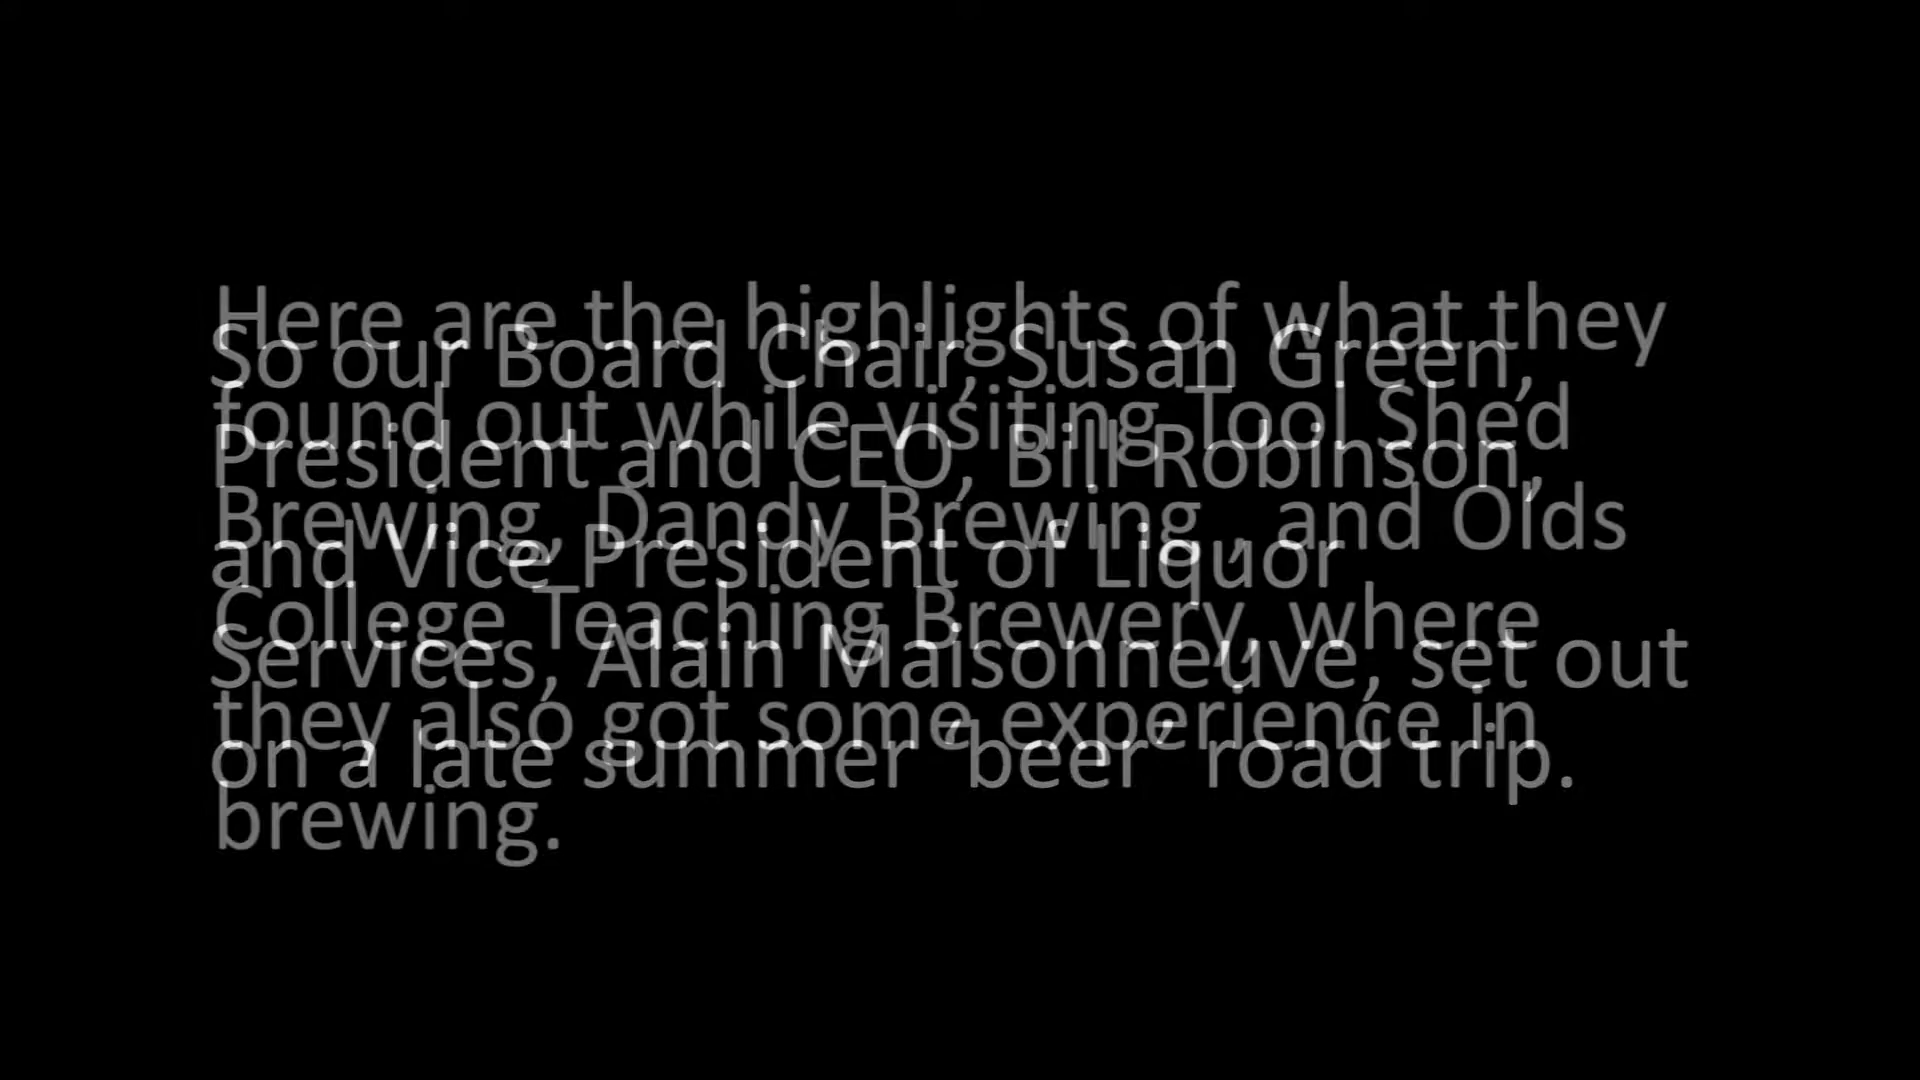 So our Board Chair, Susan Green,
President and CEO, Bill Robinson,
and Vice President of Liquor
Services, Alain Maisonneuve, set out
on a late summer ‘beer’ road trip.
Here are the highlights of what they
found out while visiting Tool Shed
Brewing, Dandy Brewing , and Olds
College Teaching Brewery, where
they also got some experience in
brewing.